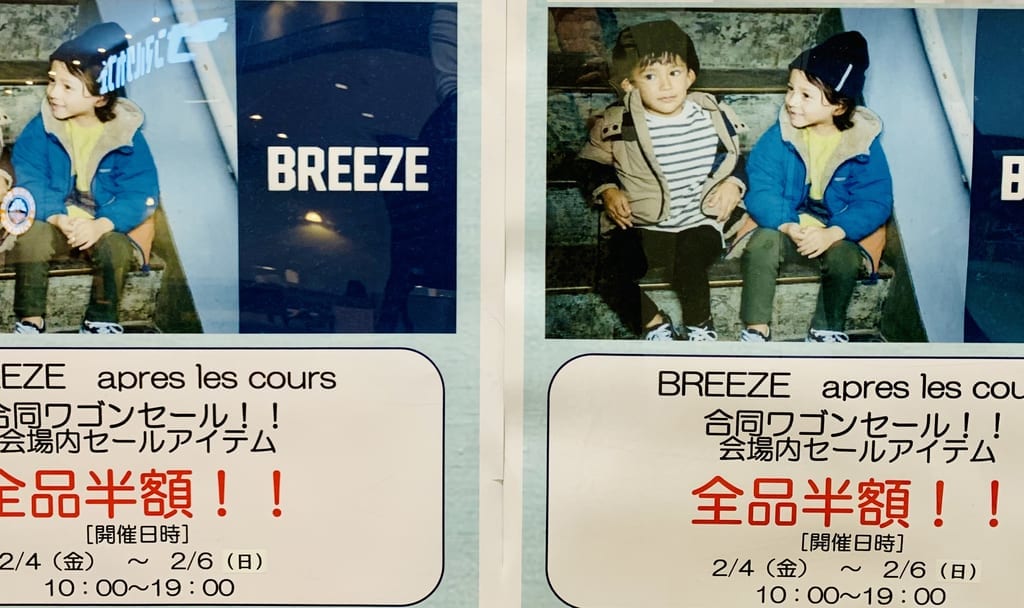 BREEZE
EZE apres les cours
合同ワゴンセール！！
会場内セールアイテム
全品半額！！
［開催日時］
2/4（金） ～ 2/6（日）
10：00～19：00
B
BREEZE apres les cou
合同ワゴンセール！！
会場内セールアイテム
全品半額！！
［開催日時］
2/4（金） ～ 2/6（日）
10：00～19：00